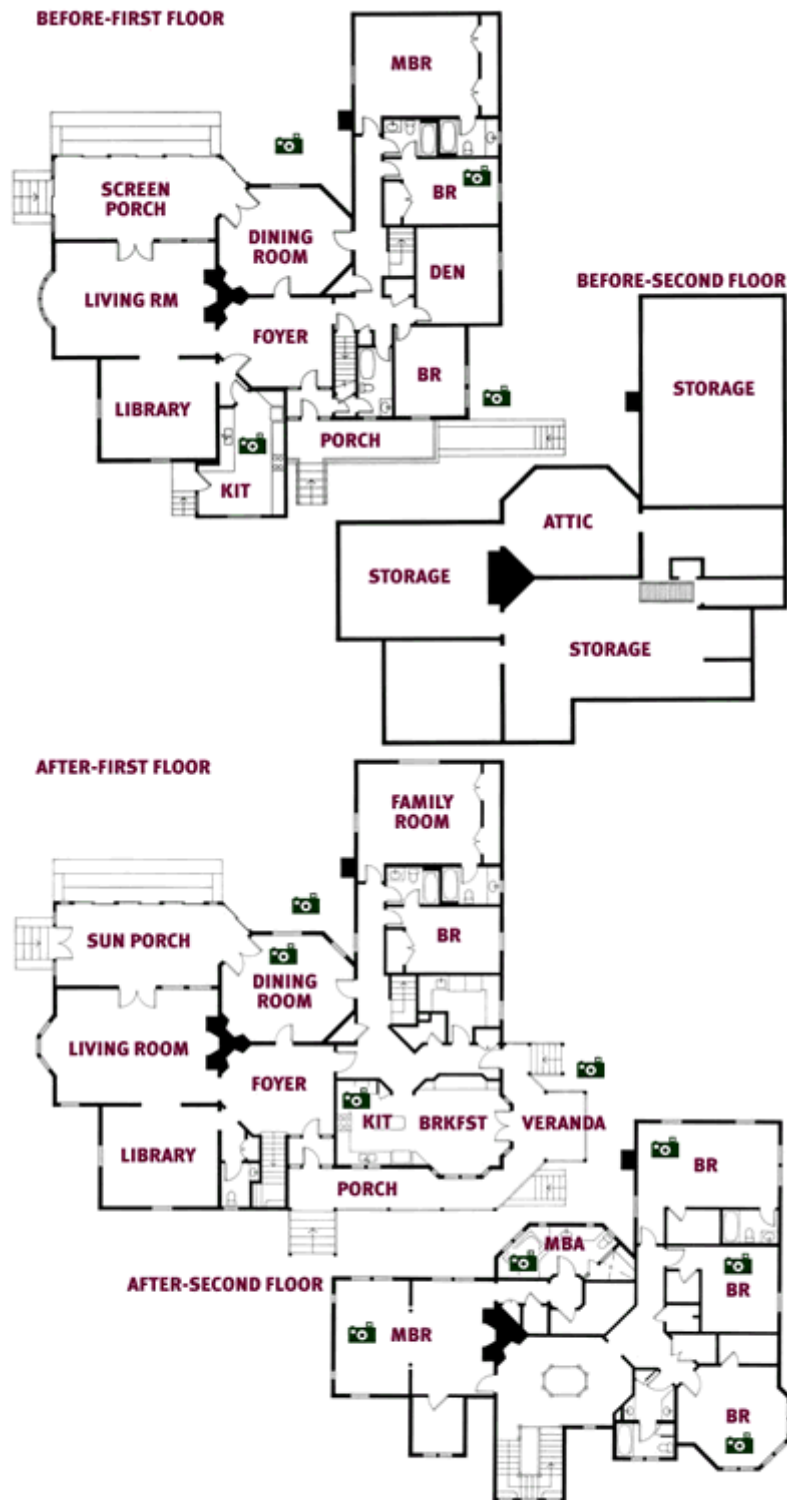 BEFORE-FIRST FLOOR
MBR
SCREEN
PORCH
BR
DINING
ROOM
DEN
LIVING RM
FOYER
BR
LIBRARY
PORCH
KIT
BEFORE-SECOND FLOOR
STORAGE
ATTIC
STORAGE
STORAGE
AFTER-FIRST FLOOR
FAMILY
ROOM
SUN PORCH
BR
DINING
ROOM
LIVING ROOM
FOYER
KIT
BRKFST
VERANDA
LIBRARY
PORCH
AFTER-SECOND FLOOR
BR
MBA
BR
MBR
BR